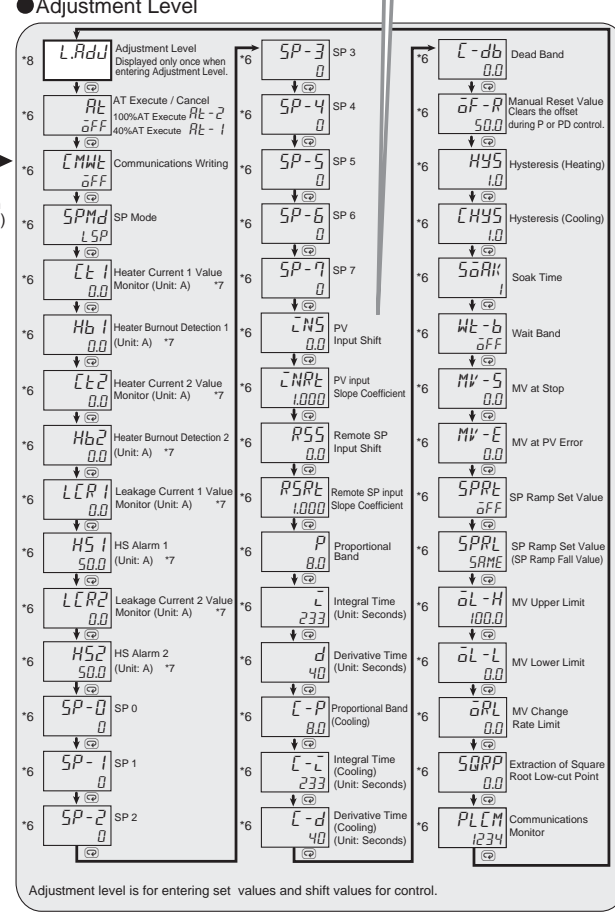 ●Adjustment Level
*8 L.AdJ Adjustment Level
Displayed only once when
entering Adjustment Level.
*6 At AT Execute / Cancel
oFF 100%AT Execute At-2
40%AT Execute At-1
*6 CMWt Communications Writing
oFF
*6 SPMd SP Mode
LSP
*6 Ct1 Heater Current 1 Value
0.0 Monitor (Unit: A) *7
*6 Hb1 Heater Burnout Detection 1
0.0 (Unit: A) *7
*6 Ct2 Heater Current 2 Value
0.0 Monitor (Unit: A) *7
*6 Hb2 Heater Burnout Detection 2
0.0 (Unit: A) *7
*6 LCR1 Leakage Current 1 Value
0.0 Monitor (Unit: A) *7
*6 HS1 HS Alarm 1
50.0 (Unit: A) *7
*6 LCR2 Leakage Current 2 Value
0.0 Monitor (Unit: A) *7
*6 HS2 HS Alarm 2
50.0 (Unit: A) *7
*6 SP-0 SP 0
0
*6 SP-1 SP 1
0
*6 SP-2 SP 2
0
*6 SP-3 SP 3
0
*6 SP-4 SP 4
0
*6 SP-5 SP 5
0
*6 SP-6 SP 6
0
*6 SP-7 SP 7
0
*6 iNS PV
0.0 Input Shift
*6 iNRt PV input
1.000 Slope Coefficient
*6 RSS Remote SP
0.0 Input Shift
*6 RSRt Remote SP input
1.000 Slope Coefficient
*6 P Proportional
8.0 Band
*6 i Integral Time
233 (Unit: Seconds)
*6 d Derivative Time
40 (Unit: Seconds)
*6 C-P Proportional Band
8.0 (Cooling)
*6 C-i Integral Time
(Cooling)
233 (Unit: Seconds)
*6 C-d Derivative Time
(Cooling)
40 (Unit: Seconds)
*6 C-db Dead Band
0.0
*6 oF-R Manual Reset Value
Clears the offset
50.0 during P or PD control.
*6 HYS Hysteresis (Heating)
1.0
*6 CHYS Hysteresis (Cooling)
1.0
*6 SoAK Soak Time
1
*6 Wt-b Wait Band
oFF
*6 MV-S MV at Stop
0.0
*6 MV-E MV at PV Error
0.0
*6 SPRt SP Ramp Set Value
oFF
*6 SPRL SP Ramp Set Value
SAME (SP Ramp Fall Value)
*6 oL-H MV Upper Limit
100.0
*6 oL-L MV Lower Limit
0.0
*6 oRL MV Change
0.0 Rate Limit
*6 SQRP Extraction of Square
0.0 Root Low-cut Point
*6 PLCM Communications
1234 Monitor
Adjustment level is for entering set values and shift values for control.
)